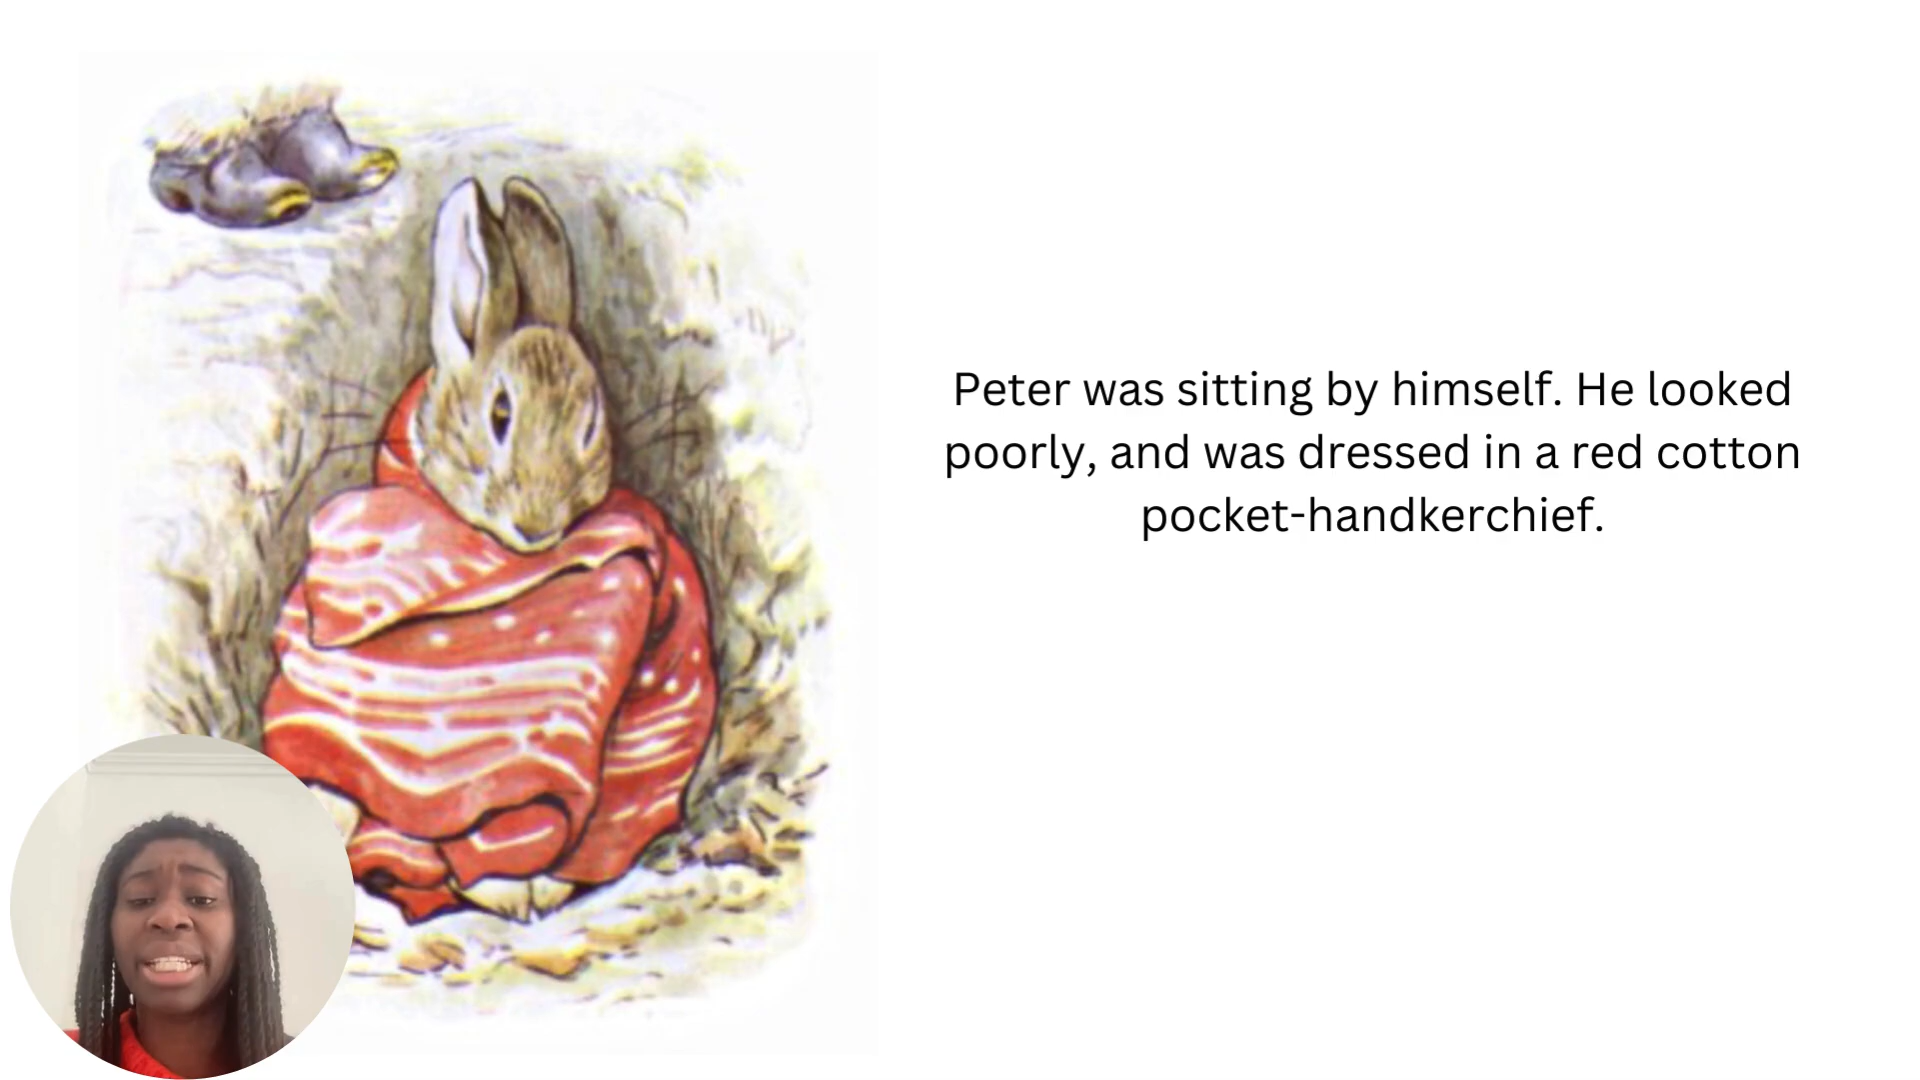 Peter was sitting by himself. He looked
poorly, and was dressed in a red cotton
pocket-handkerchief.